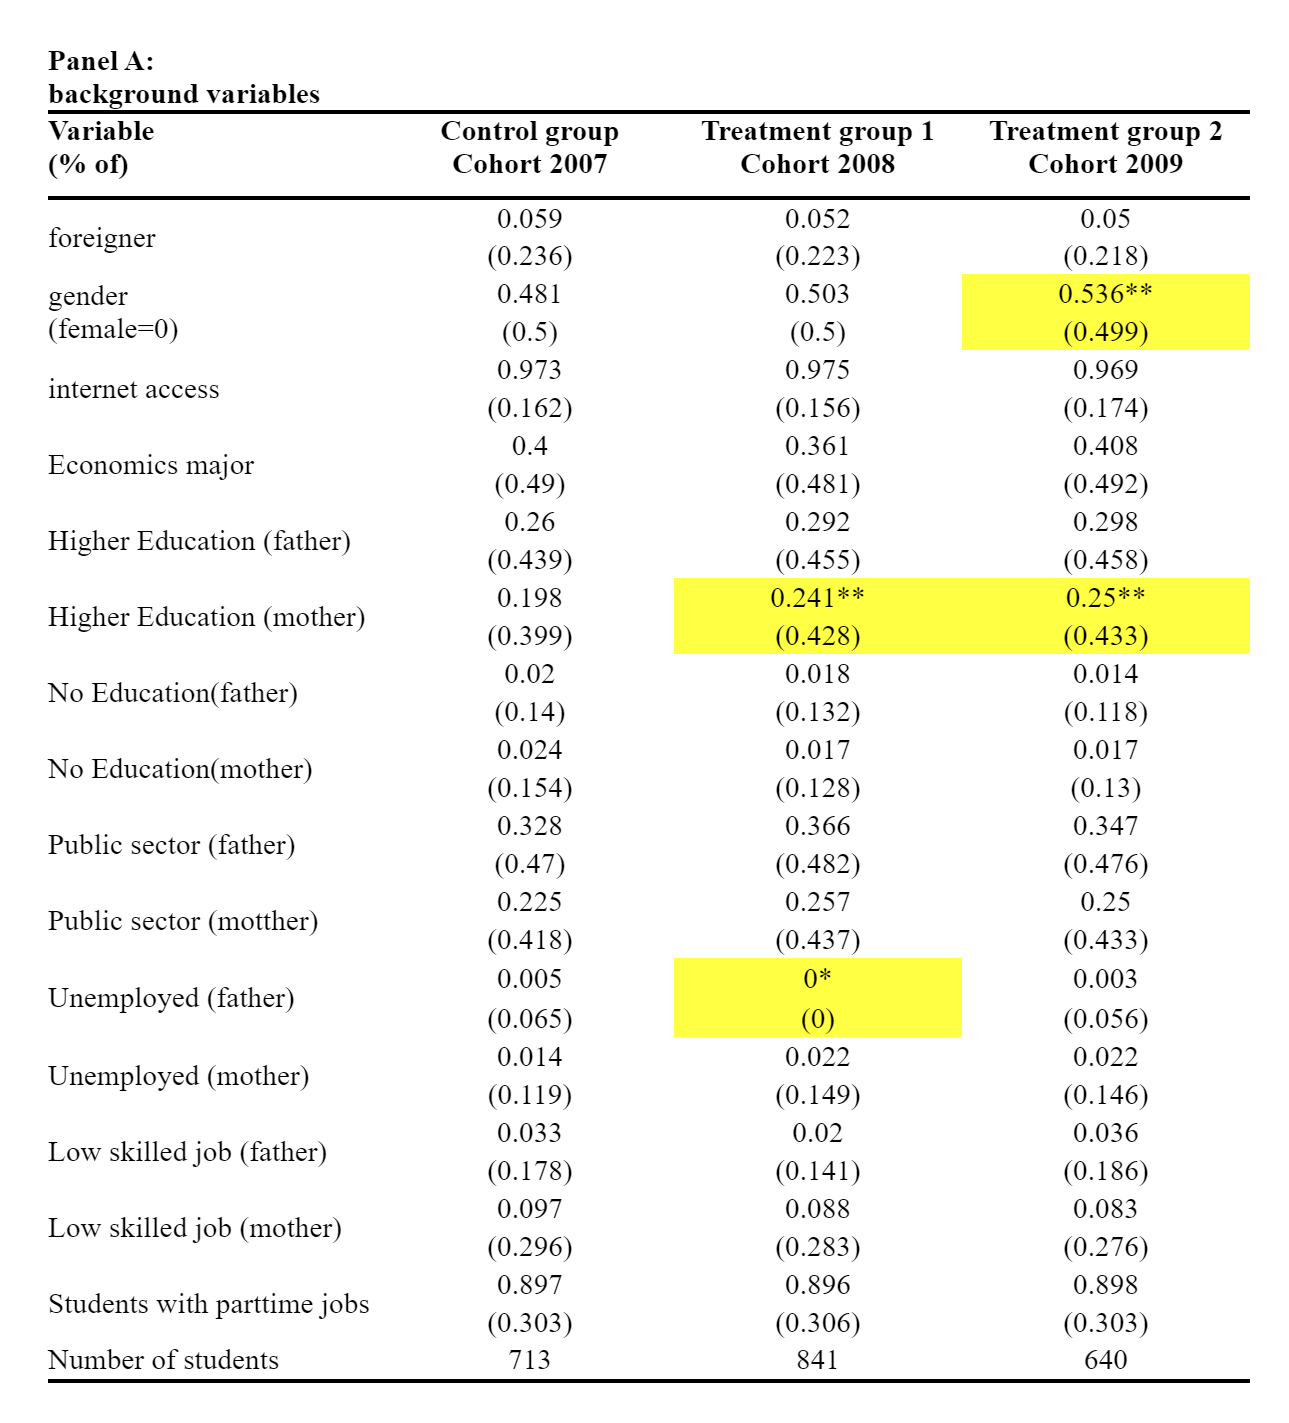 Panel A:
background variables
Variable Control group Treatment group 1 Treatment group 2
(% of) Cohort 2007 Cohort 2008 Cohort 2009
foreigner 0.059 0.052 0.05
(0.236) (0.223) (0.218)
gender 0.481 0.503 0.536**
(female=0) (0.5) (0.5) (0.499)
internet access 0.973 0.975 0.969
(0.162) (0.156) (0.174)
Economics major 0.4 0.361 0.408
(0.49) (0.481) (0.492)
Higher Education (father) 0.26 0.292 0.298
(0.439) (0.455) (0.458)
Higher Education (mother) 0.198 0.241** 0.25**
(0.399) (0.428) (0.433)
No Education(father) 0.02 0.018 0.014
(0.14) (0.132) (0.118)
No Education(mother) 0.024 0.017 0.017
(0.154) (0.128) (0.13)
Public sector (father) 0.328 0.366 0.347
(0.47) (0.482) (0.476)
Public sector (motther) 0.225 0.257 0.25
(0.418) (0.437) (0.433)
Unemployed (father) 0.005 0* 0.003
(0.065) (0) (0.056)
Unemployed (mother) 0.014 0.022 0.022
(0.119) (0.149) (0.146)
Low skilled job (father) 0.033 0.02 0.036
(0.178) (0.141) (0.186)
Low skilled job (mother) 0.097 0.088 0.083
(0.296) (0.283) (0.276)
Students with parttime jobs 0.897 0.896 0.898
(0.303) (0.306) (0.303)
Number of students 713 841 640